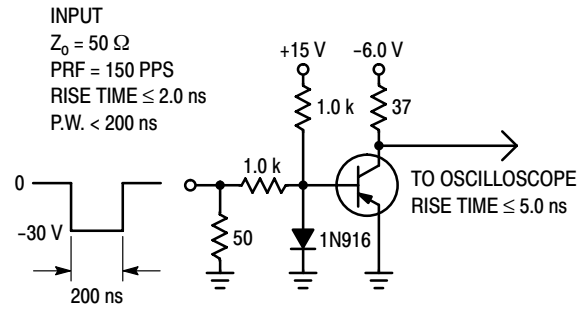 INPUT
Zo = 50 Ω
PRF = 150 PPS
RISE TIME ≤ 2.0 ns
P.W. < 200 ns
+15 V
−6.0 V
1.0 k
37
1.0 k
0
TO OSCILLOSCOPE
RISE TIME ≤ 5.0 ns
−30 V
50
1N916
200 ns